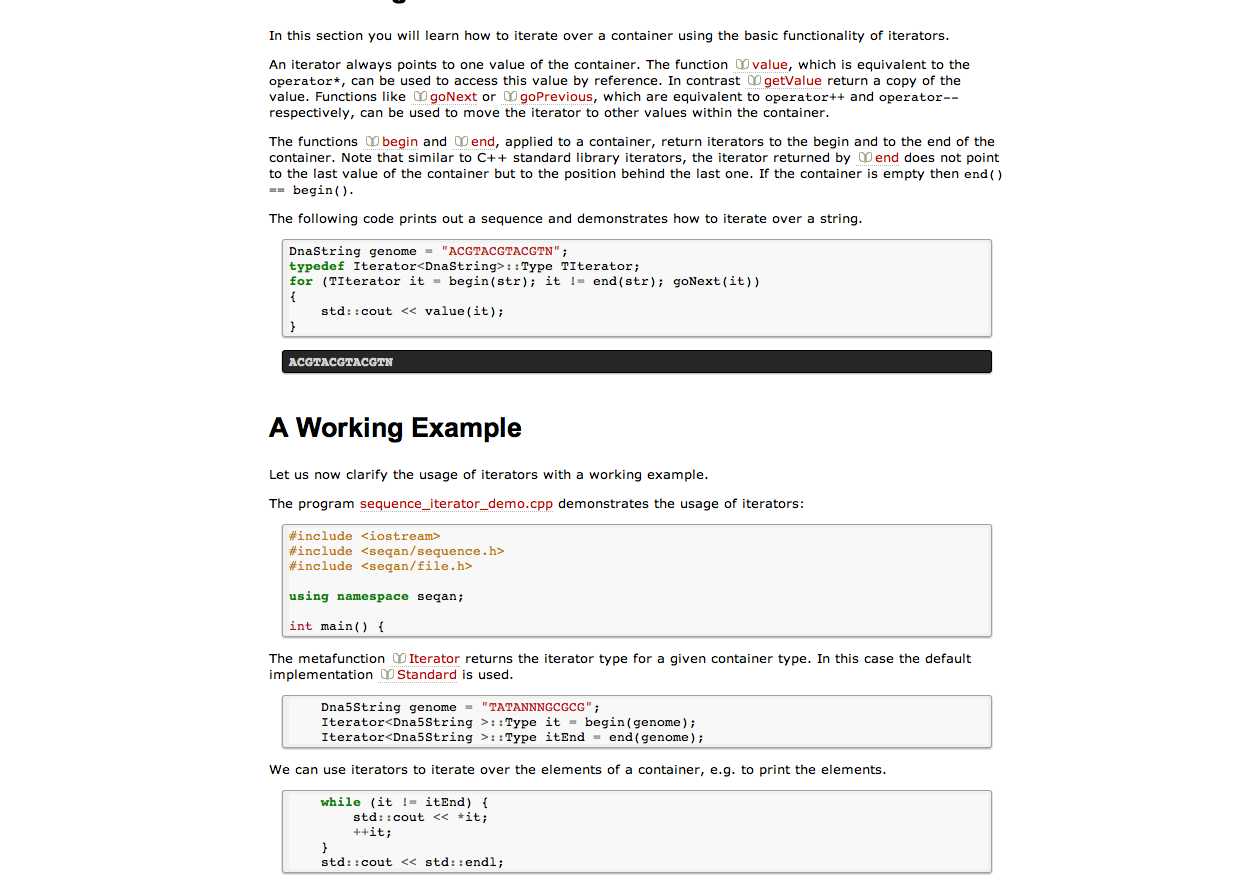 In this section you will learn how to iterate over a container using the basic functionality of iterators.
An iterator always points to one value of the container. The function value, which is equivalent to the
operator*, can be used to access this value by reference. In contrast getValue return a copy of the
value. Functions like goNext or goPrevious, which are equivalent to operator++ and operator--
respectively, can be used to move the iterator to other values within the container.
The functions begin and end, applied to a container, return iterators to the begin and to the end of the
container. Note that similar to C++ standard library iterators, the iterator returned by end does not point
to the last value of the container but to the position behind the last one. If the container is empty then end()
== begin().
The following code prints out a sequence and demonstrates how to iterate over a string.
DnaString genome = "ACGTACGTACGTN";
typedef Iterator<DnaString>::Type TIterator;
for (TIterator it = begin(str); it != end(str); goNext(it))
{
    std::cout << value(it);
}
ACGTACGTACGTN
A Working Example
Let us now clarify the usage of iterators with a working example.
The program sequence_iterator_demo.cpp demonstrates the usage of iterators:
#include <iostream>
#include <seqan/sequence.h>
#include <seqan/file.h>
using namespace seqan;
int main() {
The metafunction Iterator returns the iterator type for a given container type. In this case the default
implementation Standard is used.
    Dna5String genome = "TATANNNGCGCG";
    Iterator<Dna5String >::Type it = begin(genome);
    Iterator<Dna5String >::Type itEnd = end(genome);
We can use iterators to iterate over the elements of a container, e.g. to print the elements.
    while (it != itEnd) {
        std::cout << *it;
        ++it;
    }
    std::cout << std::endl;